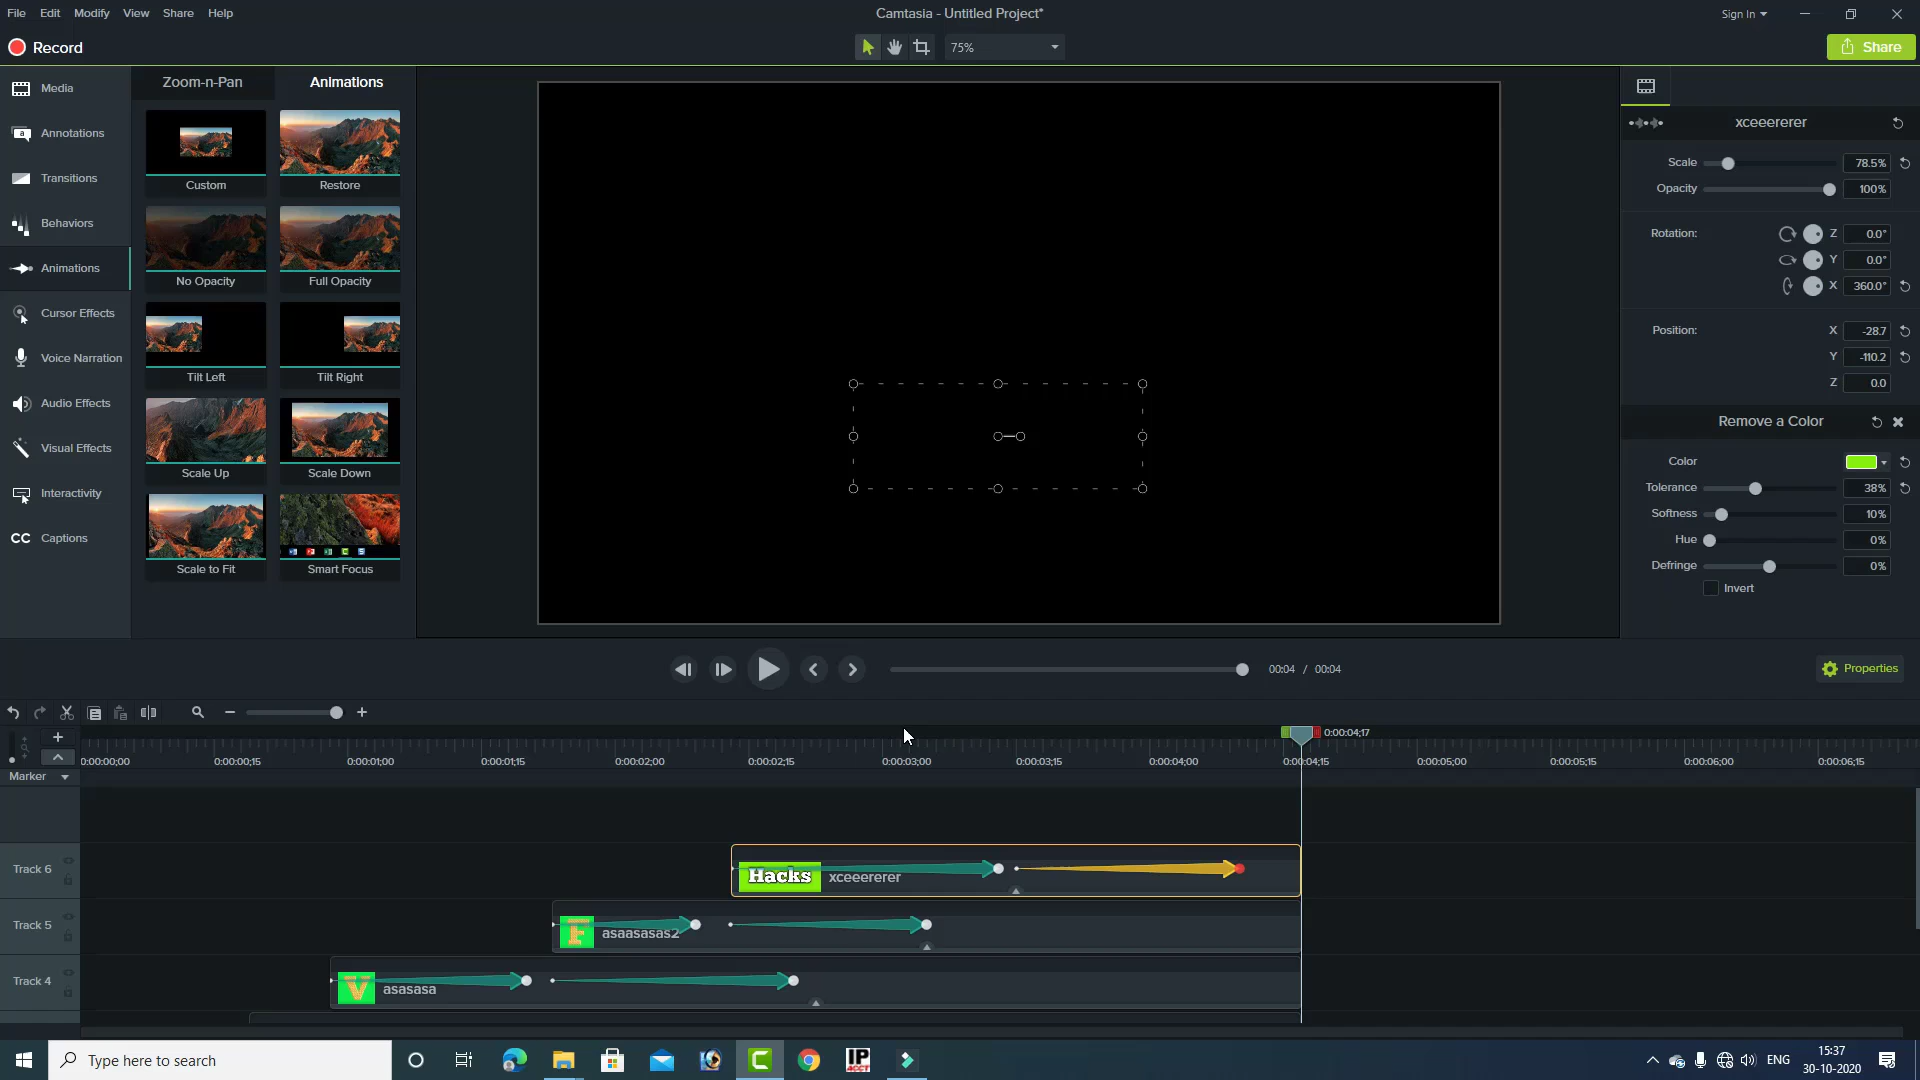 File Edit Modify View Share Help
Camtasia - Untitled Project*
Sign In
Record
75%
Share
Media
Annotations
Transitions
Behaviors
Animations
Cursor Effects
Voice Narration
Audio Effects
Visual Effects
Interactivity
CC Captions
Zoom-n-Pan Animations
Custom Restore
No Opacity Full Opacity
Tilt Left Tilt Right
Scale Up Scale Down
Scale to Fit Smart Focus
xceeererer
Scale 78.5%
Opacity 100%
Rotation: Z 0.0°
Y 0.0°
X 360.0°
Position: X -28.7
Y -110.2
Z 0.0
Remove a Color
Color
Tolerance 38%
Softness 10%
Hue 0%
Defringe 0%
Invert
00:04 / 00:04
Properties
0:00:04;17
0:00:00;00 0:00:00;15 0:00:01;00 0:00:01;15 0:00:02;00 0:00:02;15 0:00:03;00 0:00:03;15 0:00:04;00 0:00:04;15 0:00:05;00 0:00:05;15 0:00:06;00 0:00:06;15
Marker
Track 6 Hacks xceeererer
Track 5 F asaasasas2
Track 4 V asasasa
Type here to search
IP
ACCT
ENG
15:37
30-10-2020